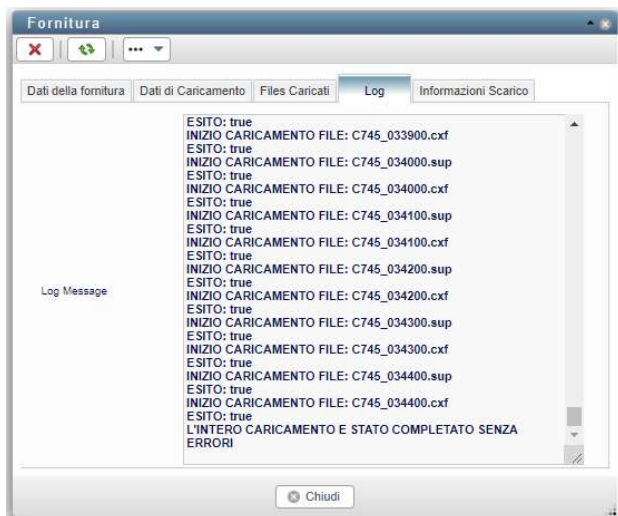 Fornitura
Dati della fornitura Dati di Caricamento Files Caricati Log Informazioni Scarico
Log Message
ESITO: true
INIZIO CARICAMENTO FILE: C745_033900.cxf
ESITO: true
INIZIO CARICAMENTO FILE: C745_034000.sup
ESITO: true
INIZIO CARICAMENTO FILE: C745_034000.cxf
ESITO: true
INIZIO CARICAMENTO FILE: C745_034100.sup
ESITO: true
INIZIO CARICAMENTO FILE: C745_034100.cxf
ESITO: true
INIZIO CARICAMENTO FILE: C745_034200.sup
ESITO: true
INIZIO CARICAMENTO FILE: C745_034200.cxf
ESITO: true
INIZIO CARICAMENTO FILE: C745_034300.sup
ESITO: true
INIZIO CARICAMENTO FILE: C745_034300.cxf
ESITO: true
INIZIO CARICAMENTO FILE: C745_034400.sup
ESITO: true
INIZIO CARICAMENTO FILE: C745_034400.cxf
ESITO: true
L'INTERO CARICAMENTO E STATO COMPLETATO SENZA
ERRORI
Chiudi